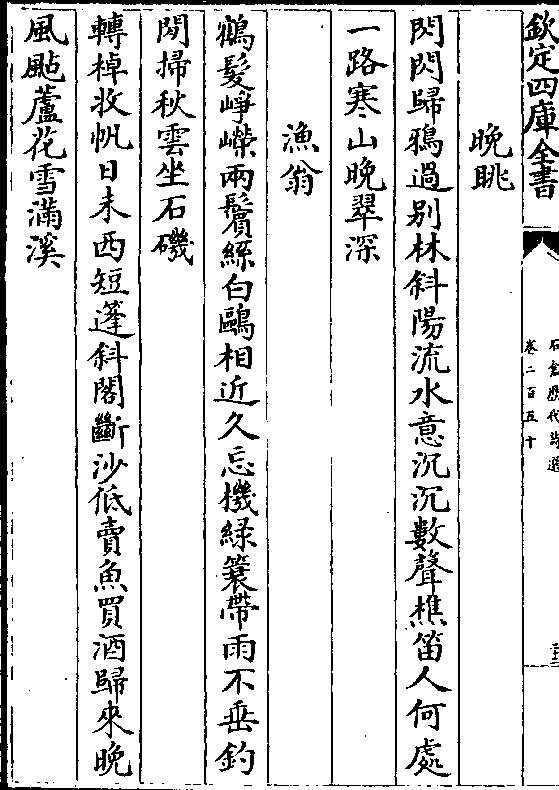 欽定四庫全書
石倉歷代詩選
卷二百五十
晚眺
閃閃歸鴉過别林斜陽流水意沉沉數聲樵笛人何處
一路寒山晚翠深
漁翁
鶴髮崢嶸兩鬢絲白鷗相近久忘機緑簑帶雨不垂釣
閒掃秋雲坐石磯
轉棹收帆日未西短篷斜閣斷沙低賣魚買酒歸來晚
風颭蘆花雪滿溪